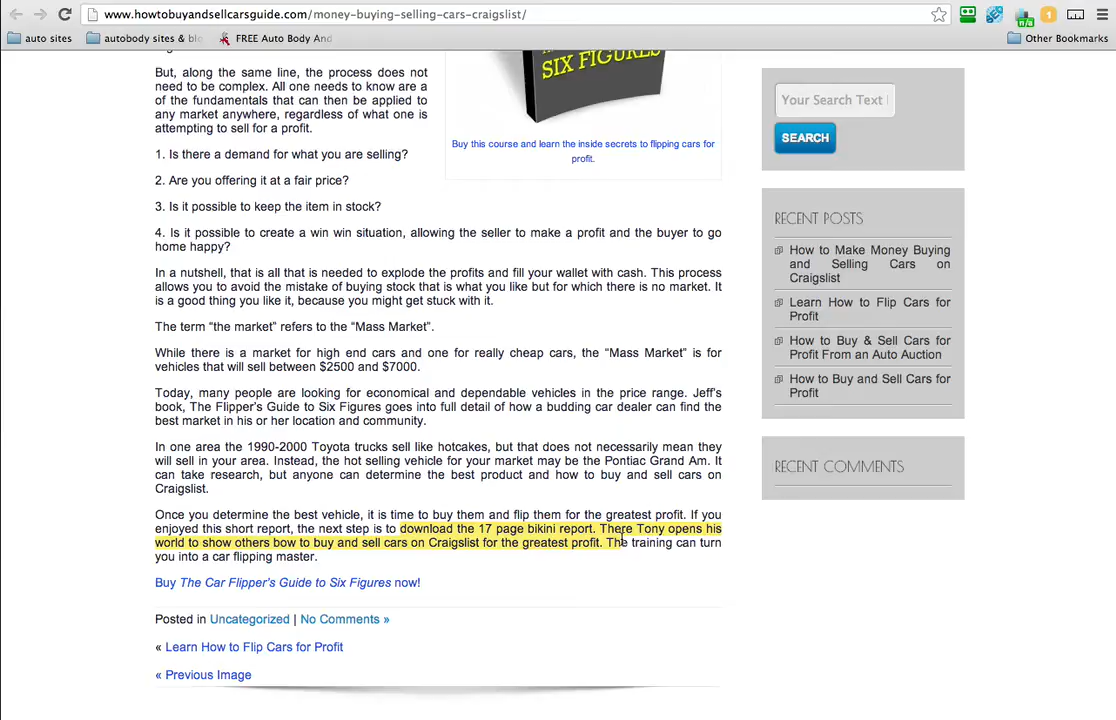 www.howtobuyandsellcarsguide.com/money-buying-selling-cars-craigslist/
auto sites
autobody sites & blo
FREE Auto Body And
Other Bookmarks
SIX FIGURES
But, along the same line, the process does not
need to be complex. All one needs to know are a
of the fundamentals that can then be applied to
any market anywhere, regardless of what one is
attempting to sell for a profit.
Buy this course and learn the inside secrets to flipping cars for
profit.
1. Is there a demand for what you are selling?
2. Are you offering it at a fair price?
3. Is it possible to keep the item in stock?
4. Is it possible to create a win win situation, allowing the seller to make a profit and the buyer to go
home happy?
In a nutshell, that is all that is needed to explode the profits and fill your wallet with cash. This process
allows you to avoid the mistake of buying stock that is what you like but for which there is no market. It
is a good thing you like it, because you might get stuck with it.
The term “the market” refers to the “Mass Market”.
While there is a market for high end cars and one for really cheap cars, the “Mass Market” is for
vehicles that will sell between $2500 and $7000.
Today, many people are looking for economical and dependable vehicles in the price range. Jeff’s
book, The Flipper’s Guide to Six Figures goes into full detail of how a budding car dealer can find the
best market in his or her location and community.
In one area the 1990-2000 Toyota trucks sell like hotcakes, but that does not necessarily mean they
will sell in your area. Instead, the hot selling vehicle for your market may be the Pontiac Grand Am. It
can take research, but anyone can determine the best product and how to buy and sell cars on
Craigslist.
Once you determine the best vehicle, it is time to buy them and flip them for the greatest profit. If you
enjoyed this short report, the next step is to download the 17 page bikini report. There Tony opens his
world to show others bow to buy and sell cars on Craigslist for the greatest profit. The training can turn
you into a car flipping master.
Buy The Car Flipper’s Guide to Six Figures now!
Posted in Uncategorized | No Comments »
« Learn How to Flip Cars for Profit
« Previous Image
Your Search Text
SEARCH
RECENT POSTS
How to Make Money Buying
and Selling Cars on
Craigslist
Learn How to Flip Cars for
Profit
How to Buy & Sell Cars for
Profit From an Auto Auction
How to Buy and Sell Cars for
Profit
RECENT COMMENTS